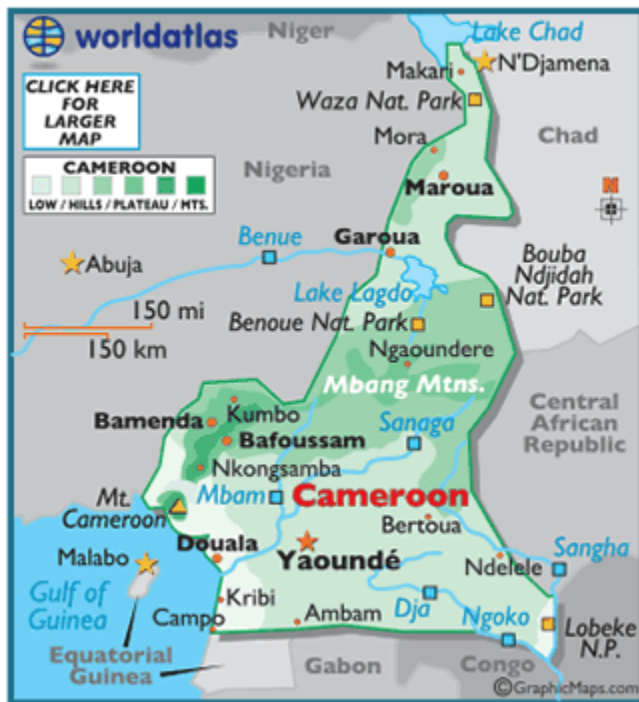 worldatlas
Niger
Lake Chad
CLICK HERE
FOR
LARGER
MAP
Makari
N'Djamena
Waza Nat. Park
Mora
Chad
CAMEROON
LOW / HILLS / PLATEAU / MTS.
Nigeria
Maroua
N
Benue
Garoua
Abuja
Bouba
Ndjidah
Nat. Park
Lake Lagdo
150 mi
Benoue Nat. Park
150 km
Ngaoundere
Mbang Mtns.
Kumbo
Bamenda
Sanaga
Central
African
Republic
Bafoussam
Nkongsamba
Mbam
Cameroon
Mt.
Cameroon
Bertoua
Douala
Yaoundé
Malabo
Ndelele
Sangha
Gulf of
Guinea
Kribi
Dja
Campo
Ambam
Ngoko
Lobeke
N.P.
Equatorial
Guinea
Gabon
Congo
©GraphicMaps.com